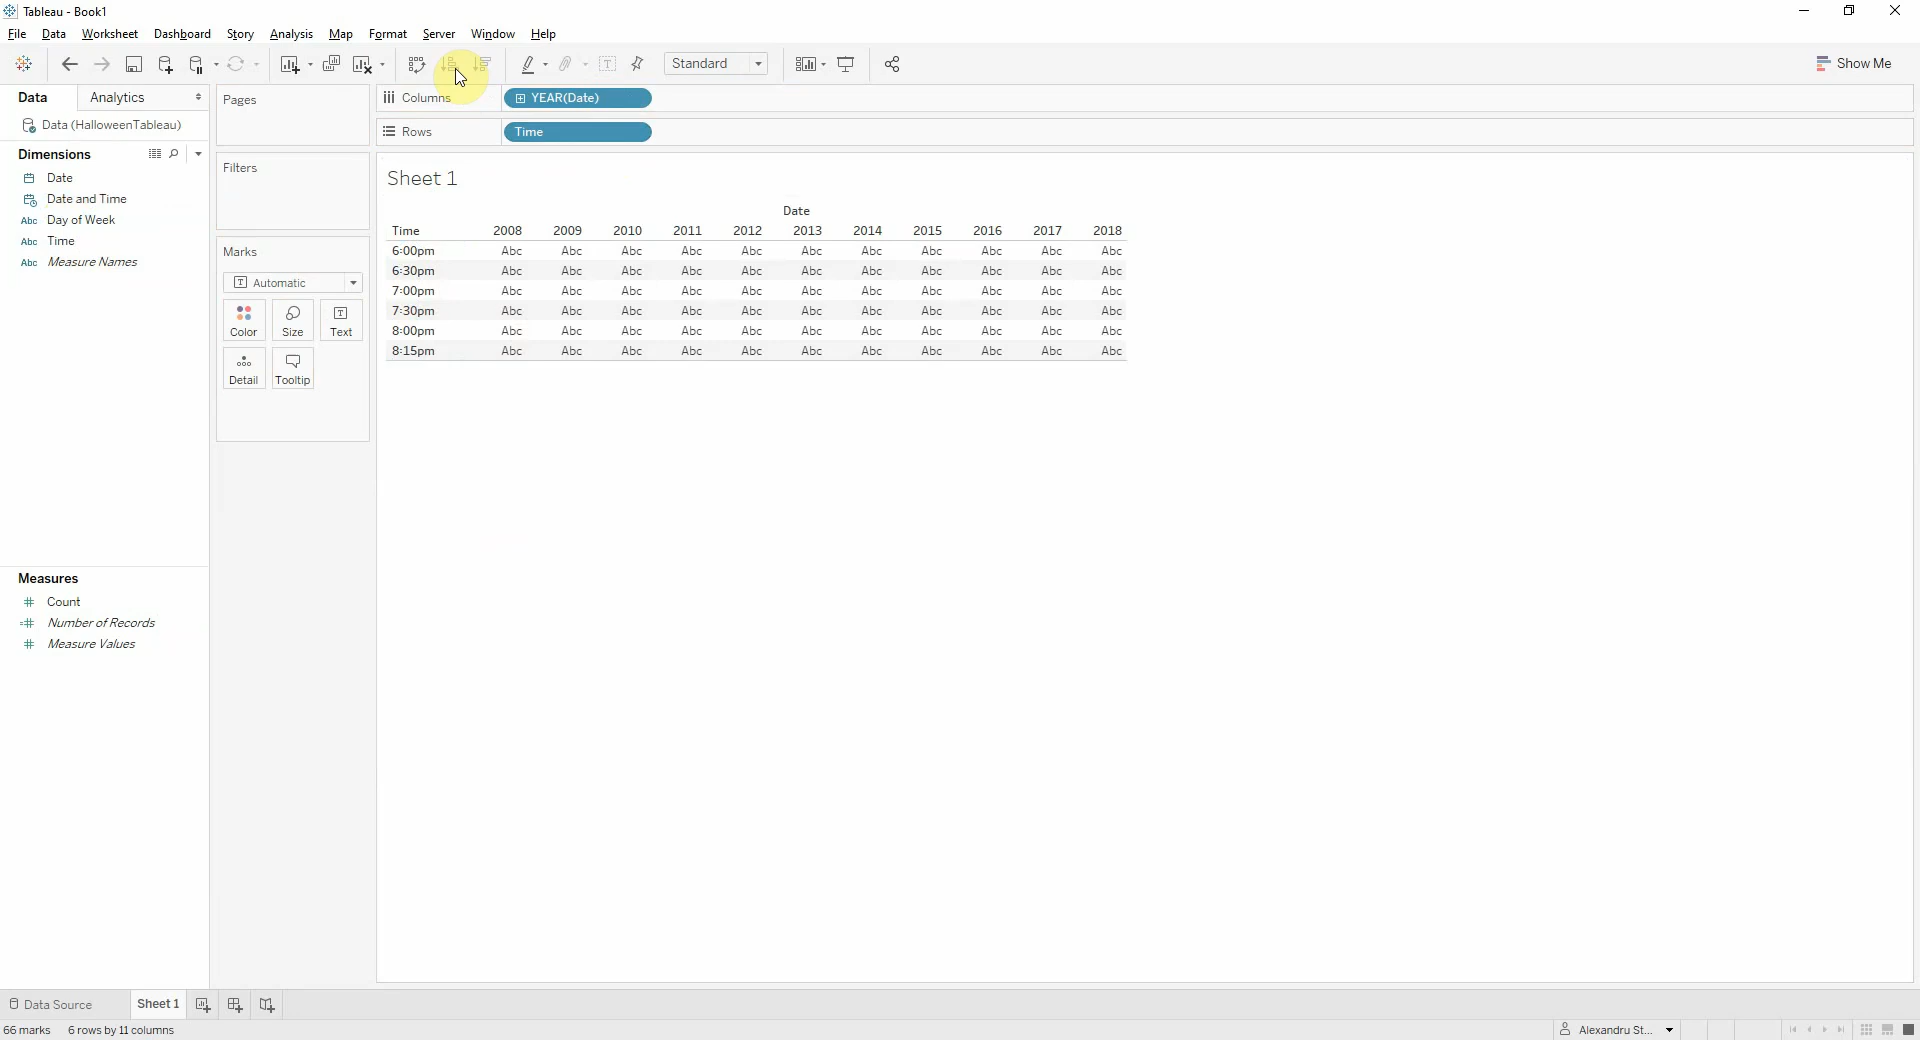 Tableau - Book1
File Data Worksheet Dashboard Story Analysis Map Format Server Window Help
Standard
Show Me
Data Analytics
Pages
Columns
YEAR(Date)
Data (HalloweenTableau)
Rows
Time
Dimensions
Date
Date and Time
Abc Day of Week
Abc Time
Abc Measure Names
Filters
Marks
Automatic
Color Size Text
Detail Tooltip
Measures
Count
Number of Records
Measure Values
Sheet 1
Date
Time 2008 2009 2010 2011 2012 2013 2014 2015 2016 2017 2018
6:00pm Abc Abc Abc Abc Abc Abc Abc Abc Abc Abc Abc
6:30pm Abc Abc Abc Abc Abc Abc Abc Abc Abc Abc Abc
7:00pm Abc Abc Abc Abc Abc Abc Abc Abc Abc Abc Abc
7:30pm Abc Abc Abc Abc Abc Abc Abc Abc Abc Abc Abc
8:00pm Abc Abc Abc Abc Abc Abc Abc Abc Abc Abc Abc
8:15pm Abc Abc Abc Abc Abc Abc Abc Abc Abc Abc Abc
Data Source Sheet 1
66 marks 6 rows by 11 columns
Alexandru St...